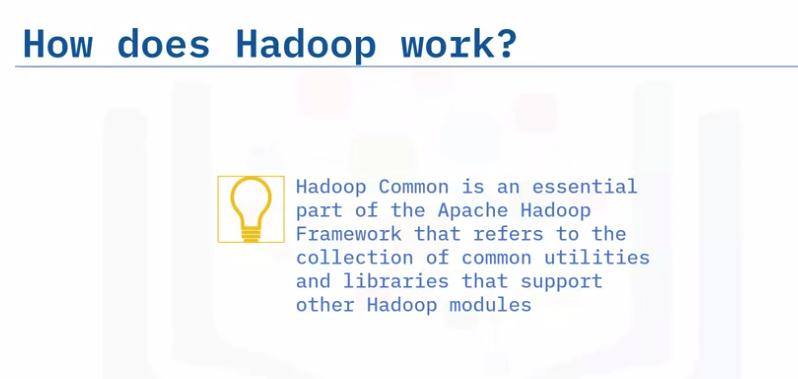 How does Hadoop work?
Hadoop Common is an essential
part of the Apache Hadoop
Framework that refers to the
collection of common utilities
and libraries that support
other Hadoop modules